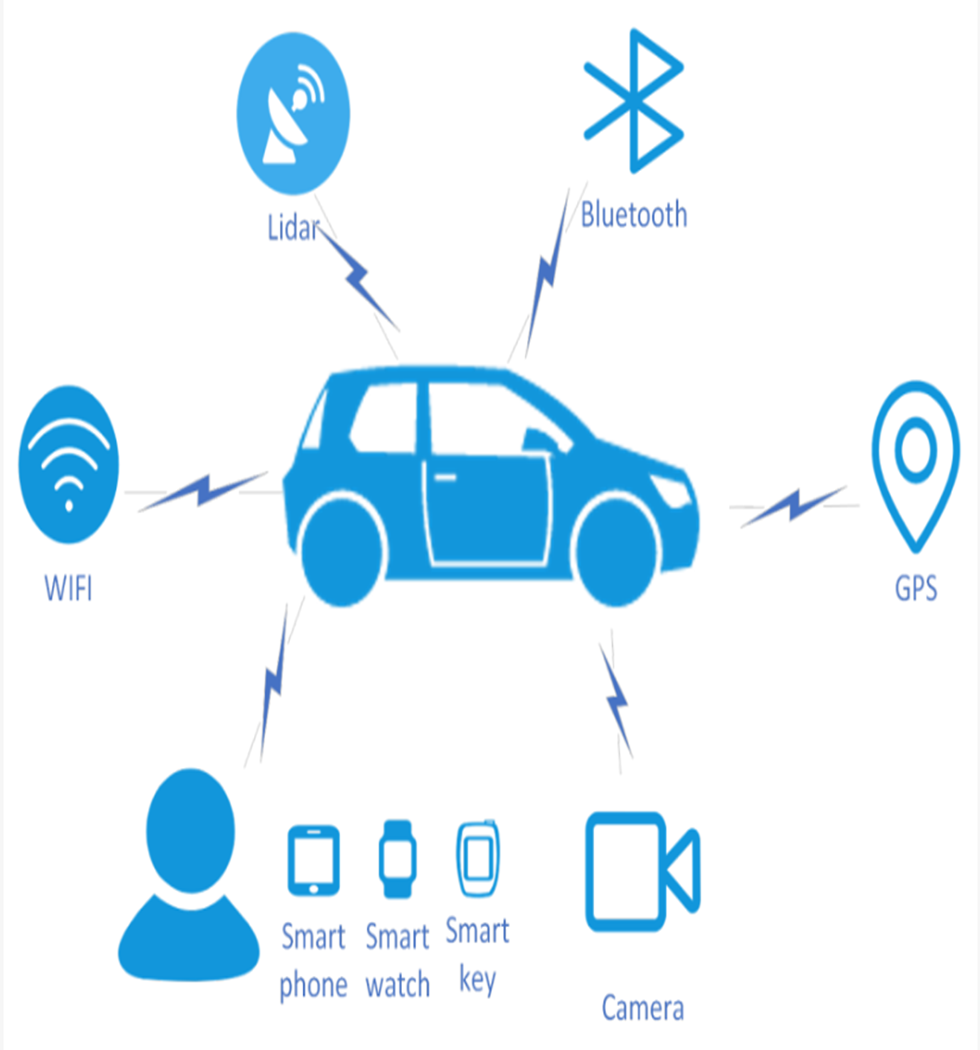 Lidar
Bluetooth
WIFI
GPS
Smart phone
Smart watch
Smart key
Camera